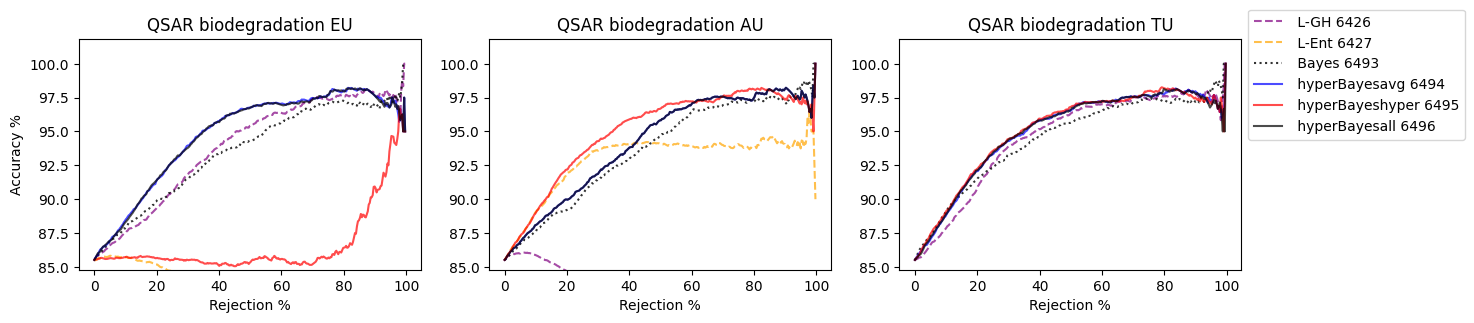 QSAR biodegradation EU
QSAR biodegradation AU
QSAR biodegradation TU
L-GH 6426
L-Ent 6427
Bayes 6493
hyperBayesavg 6494
hyperBayeshyper 6495
hyperBayesall 6496
Accuracy %
100.0
97.5
95.0
92.5
90.0
87.5
85.0
100.0
97.5
95.0
92.5
90.0
87.5
85.0
100.0
97.5
95.0
92.5
90.0
87.5
85.0
0 20 40 60 80 100
0 20 40 60 80 100
0 20 40 60 80 100
Rejection %
Rejection %
Rejection %